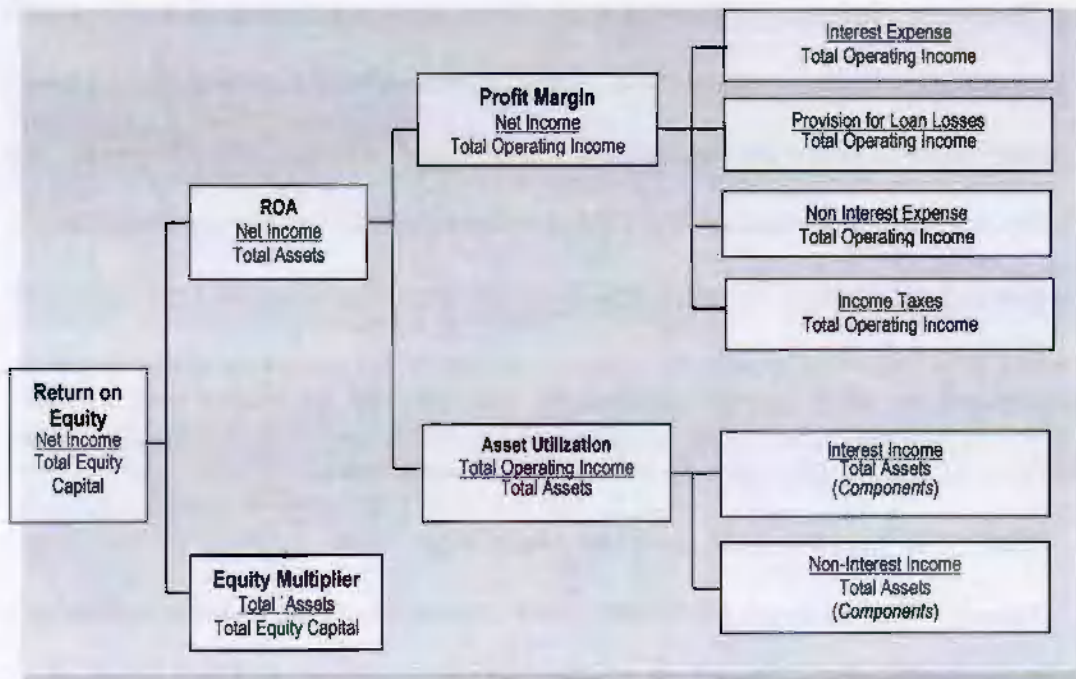 Return on
Equity
Net Income
Total Equity
Capital
ROA
Net Income
Total Assets
Equity Multiplier
Total Assets
Total Equity Capital
Profit Margin
Net Income
Total Operating Income
Asset Utilization
Total Operating Income
Total Assets
Interest Expense
Total Operating Income
Provision for Loan Losses
Total Operating Income
Non Interest Expense
Total Operating Income
Income Taxes
Total Operating Income
Interest Income
Total Assets
(Components)
Non-Interest Income
Total Assets
(Components)